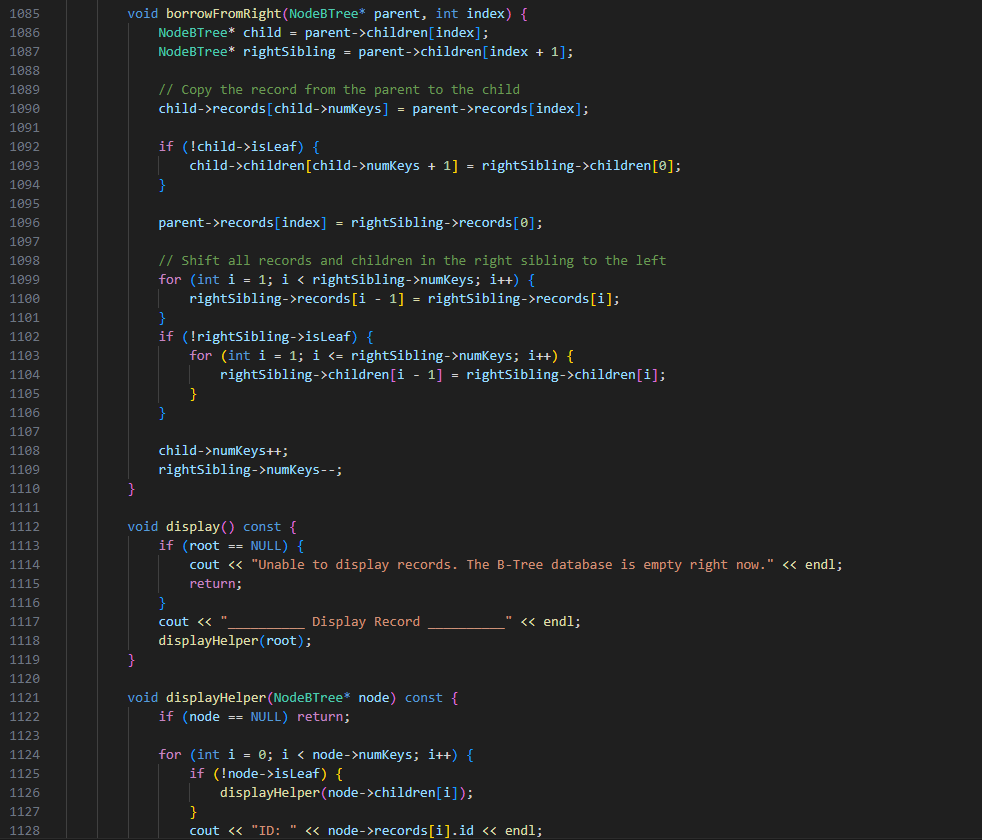 1085 void borrowFromRight(NodeBTree* parent, int index) {
1086 NodeBTree* child = parent->children[index];
1087 NodeBTree* rightSibling = parent->children[index + 1];
1088
1089 // Copy the record from the parent to the child
1090 child->records[child->numKeys] = parent->records[index];
1091
1092 if (!child->isLeaf) {
1093 child->children[child->numKeys + 1] = rightSibling->children[0];
1094 }
1095
1096 parent->records[index] = rightSibling->records[0];
1097
1098 // Shift all records and children in the right sibling to the left
1099 for (int i = 1; i < rightSibling->numKeys; i++) {
1100 rightSibling->records[i - 1] = rightSibling->records[i];
1101 }
1102 if (!rightSibling->isLeaf) {
1103 for (int i = 1; i <= rightSibling->numKeys; i++) {
1104 rightSibling->children[i - 1] = rightSibling->children[i];
1105 }
1106 }
1107
1108 child->numKeys++;
1109 rightSibling->numKeys--;
1110 }
1111
1112 void display() const {
1113 if (root == NULL) {
1114 cout << "Unable to display records. The B-Tree database is empty right now." << endl;
1115 return;
1116 }
1117 cout << "__________ Display Record __________" << endl;
1118 displayHelper(root);
1119 }
1120
1121 void displayHelper(NodeBTree* node) const {
1122 if (node == NULL) return;
1123
1124 for (int i = 0; i < node->numKeys; i++) {
1125 if (!node->isLeaf) {
1126 displayHelper(node->children[i]);
1127 }
1128 cout << "ID: " << node->records[i].id << endl;